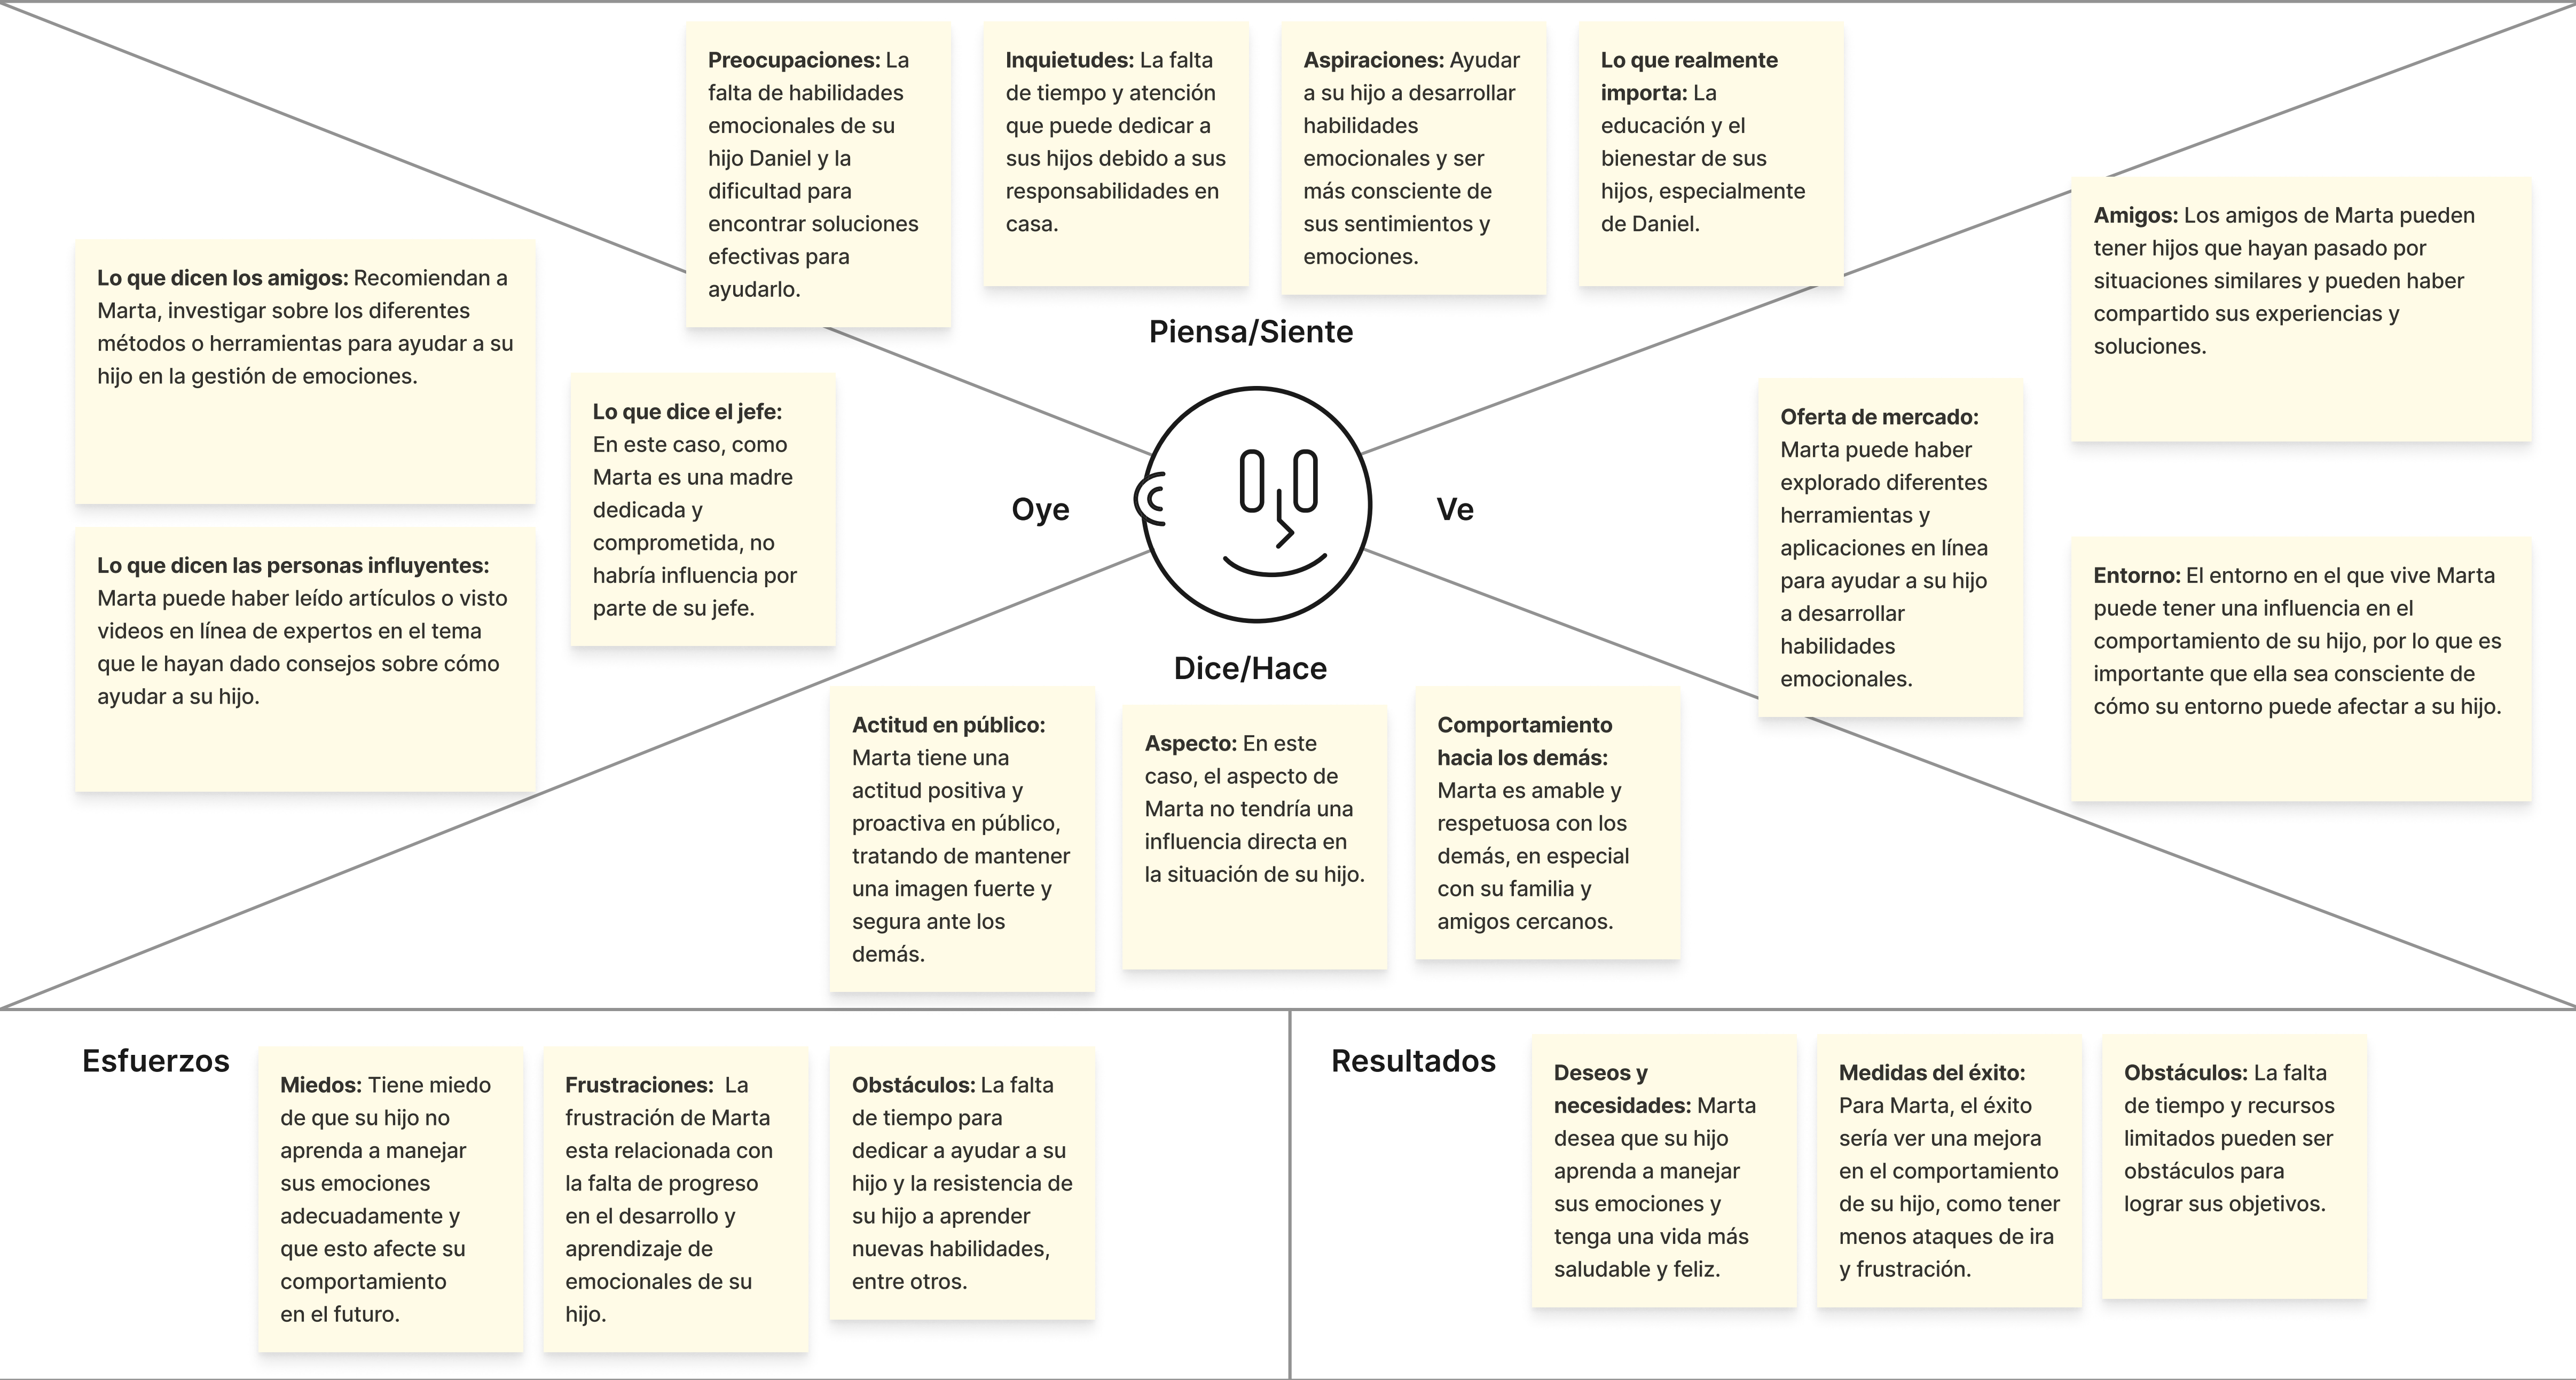 Preocupaciones: La
falta de habilidades
emocionales de su
hijo Daniel y la
dificultad para
encontrar soluciones
efectivas para
ayudarlo.
Inquietudes: La falta
de tiempo y atención
que puede dedicar a
sus hijos debido a sus
responsabilidades en
casa.
Aspiraciones: Ayudar
a su hijo a desarrollar
habilidades
emocionales y ser
más consciente de
sus sentimientos y
emociones.
Lo que realmente
importa: La
educación y el
bienestar de sus
hijos, especialmente
de Daniel.
Piensa/Siente
Lo que dicen los amigos: Recomiendan a
Marta, investigar sobre los diferentes
métodos o herramientas para ayudar a su
hijo en la gestión de emociones.
Lo que dicen las personas influyentes:
Marta puede haber leído artículos o visto
videos en línea de expertos en el tema
que le hayan dado consejos sobre cómo
ayudar a su hijo.
Lo que dice el jefe:
En este caso, como
Marta es una madre
dedicada y
comprometida, no
habría influencia por
parte de su jefe.
Oye
Ve
Oferta de mercado:
Marta puede haber
explorado diferentes
herramientas y
aplicaciones en línea
para ayudar a su hijo
a desarrollar
habilidades
emocionales.
Amigos: Los amigos de Marta pueden
tener hijos que hayan pasado por
situaciones similares y pueden haber
compartido sus experiencias y
soluciones.
Entorno: El entorno en el que vive Marta
puede tener una influencia en el
comportamiento de su hijo, por lo que es
importante que ella sea consciente de
cómo su entorno puede afectar a su hijo.
Dice/Hace
Actitud en público:
Marta tiene una
actitud positiva y
proactiva en público,
tratando de mantener
una imagen fuerte y
segura ante los
demás.
Aspecto: En este
caso, el aspecto de
Marta no tendría una
influencia directa en
la situación de su hijo.
Comportamiento
hacia los demás:
Marta es amable y
respetuosa con los
demás, en especial
con su familia y
amigos cercanos.
Esfuerzos
Miedos: Tiene miedo
de que su hijo no
aprenda a manejar
sus emociones
adecuadamente y
que esto afecte su
comportamiento
en el futuro.
Frustraciones: La
frustración de Marta
esta relacionada con
la falta de progreso
en el desarrollo y
aprendizaje de
emocionales de su
hijo.
Obstáculos: La falta
de tiempo para
dedicar a ayudar a su
hijo y la resistencia de
su hijo a aprender
nuevas habilidades,
entre otros.
Resultados
Deseos y
necesidades: Marta
desea que su hijo
aprenda a manejar
sus emociones y
tenga una vida más
saludable y feliz.
Medidas del éxito:
Para Marta, el éxito
sería ver una mejora
en el comportamiento
de su hijo, como tener
menos ataques de ira
y frustración.
Obstáculos: La falta
de tiempo y recursos
limitados pueden ser
obstáculos para
lograr sus objetivos.